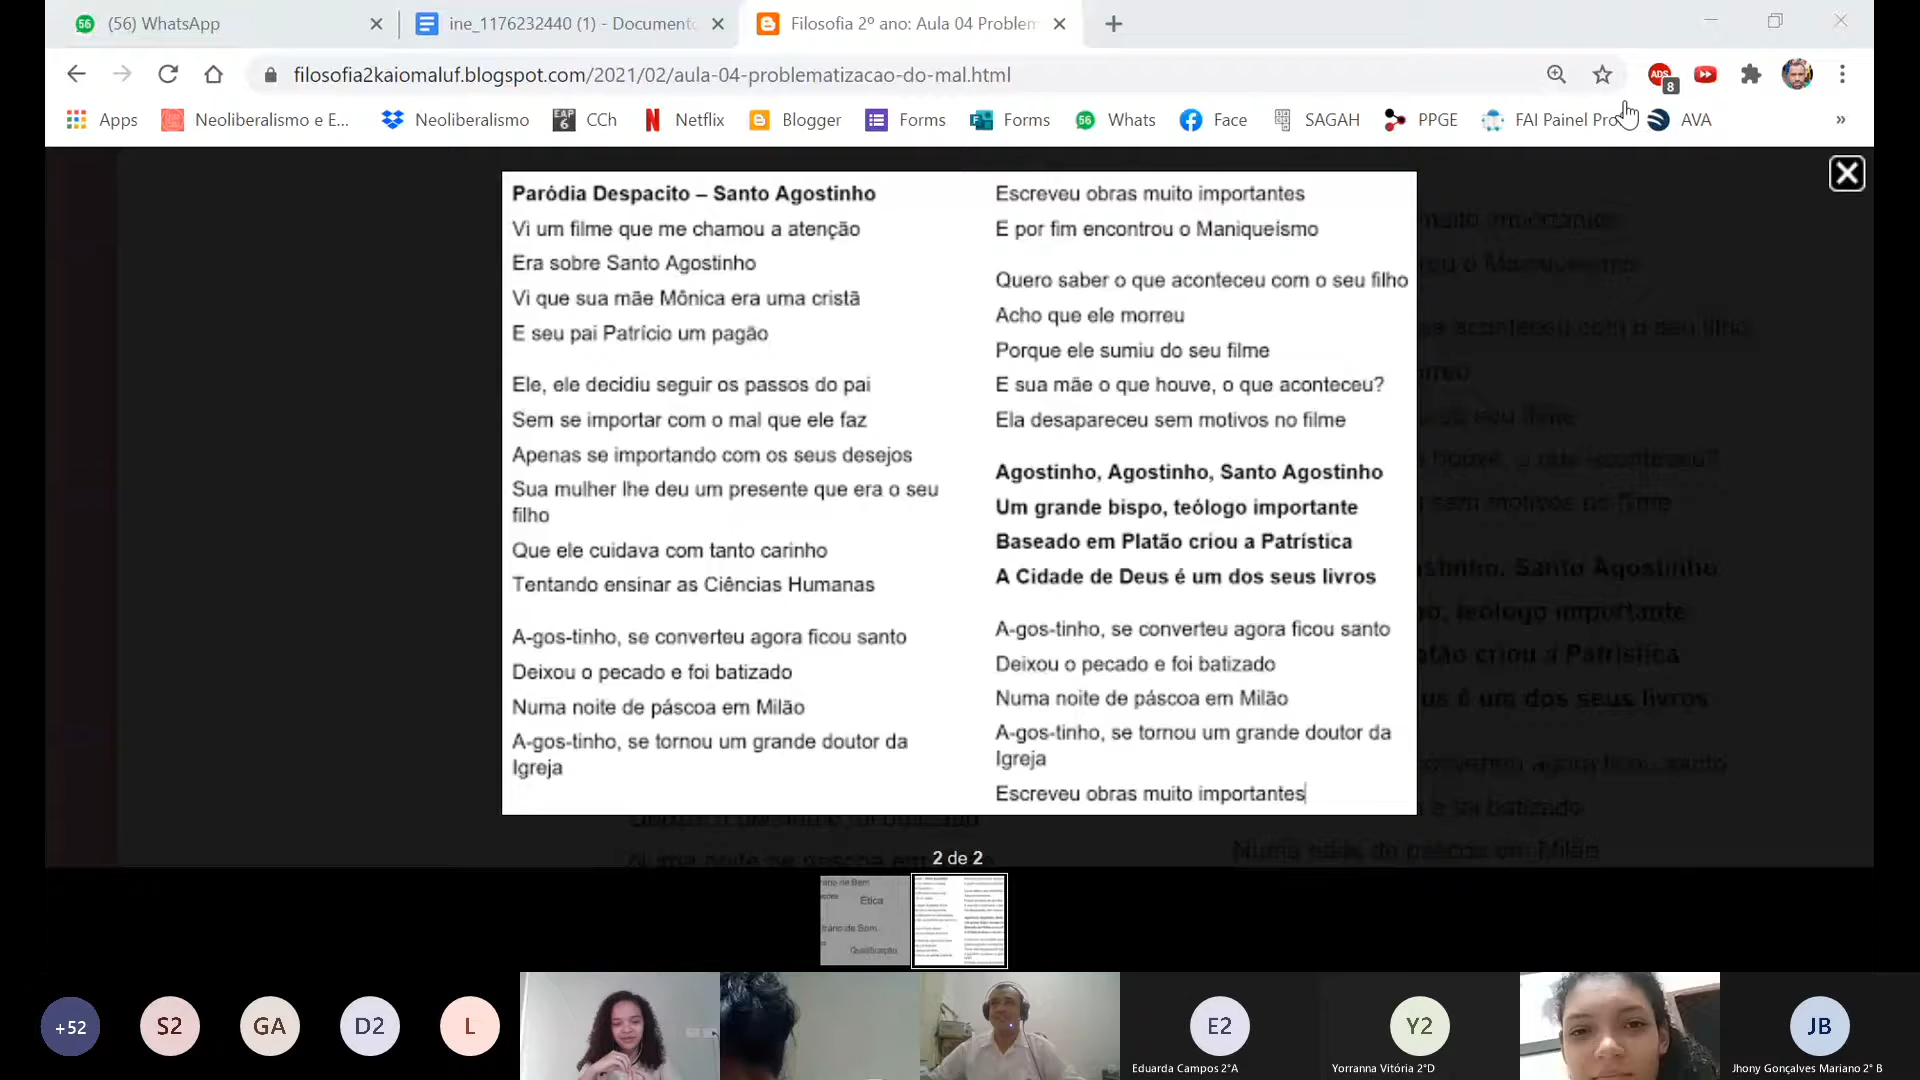 (56) WhatsApp
ine_1176232440 (1) - Documento
Filosofia 2º ano: Aula 04 Problem
filosofia2kaiomaluf.blogspot.com/2021/02/aula-04-problematizacao-do-mal.html
ADS
8
Apps
Neoliberalismo e E...
Neoliberalismo
EAP 6
CCh
Netflix
Blogger
Forms
Forms
56
Whats
Face
SAGAH
PPGE
FAI Painel Pro
AVA
»
Paródia Despacito – Santo Agostinho
Vi um filme que me chamou a atenção
Era sobre Santo Agostinho
Vi que sua mãe Mônica era uma cristã
E seu pai Patrício um pagão
Ele, ele decidiu seguir os passos do pai
Sem se importar com o mal que ele faz
Apenas se importando com os seus desejos
Sua mulher lhe deu um presente que era o seu
filho
Que ele cuidava com tanto carinho
Tentando ensinar as Ciências Humanas
A-gos-tinho, se converteu agora ficou santo
Deixou o pecado e foi batizado
Numa noite de páscoa em Milão
A-gos-tinho, se tornou um grande doutor da
Igreja
Escreveu obras muito importantes
E por fim encontrou o Maniqueísmo
Quero saber o que aconteceu com o seu filho
Acho que ele morreu
Porque ele sumiu do seu filme
E sua mãe o que houve, o que aconteceu?
Ela desapareceu sem motivos no filme
Agostinho, Agostinho, Santo Agostinho
Um grande bispo, teólogo importante
Baseado em Platão criou a Patrística
A Cidade de Deus é um dos seus livros
A-gos-tinho, se converteu agora ficou santo
Deixou o pecado e foi batizado
Numa noite de páscoa em Milão
A-gos-tinho, se tornou um grande doutor da
Igreja
Escreveu obras muito importantes
2 de 2
Ética
Qualificação
+52
S2
GA
D2
L
E2
Eduarda Campos 2°A
Y2
Yorranna Vitória 2°D
JB
Jhony Gonçalves Mariano 2° B